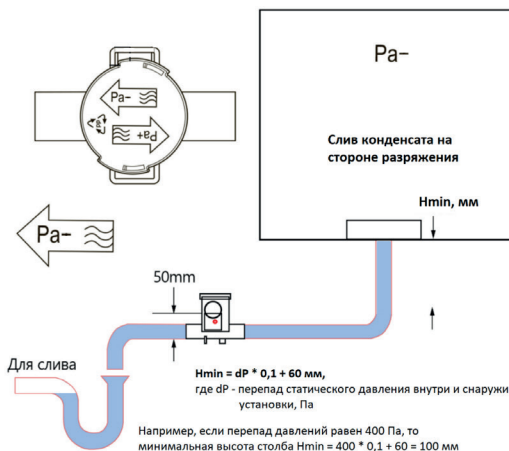 Pa-
Pa+
Pa-
Слив конденсата на
стороне разряжения
Hmin, мм
Pa-
50mm
Для слива
Hmin = dP * 0,1 + 60 мм,
где dP - перепад статического давления внутри и снаружи
установки, Па
Например, если перепад давлений равен 400 Па, то
минимальная высота столба Hmin = 400 * 0,1 + 60 = 100 мм